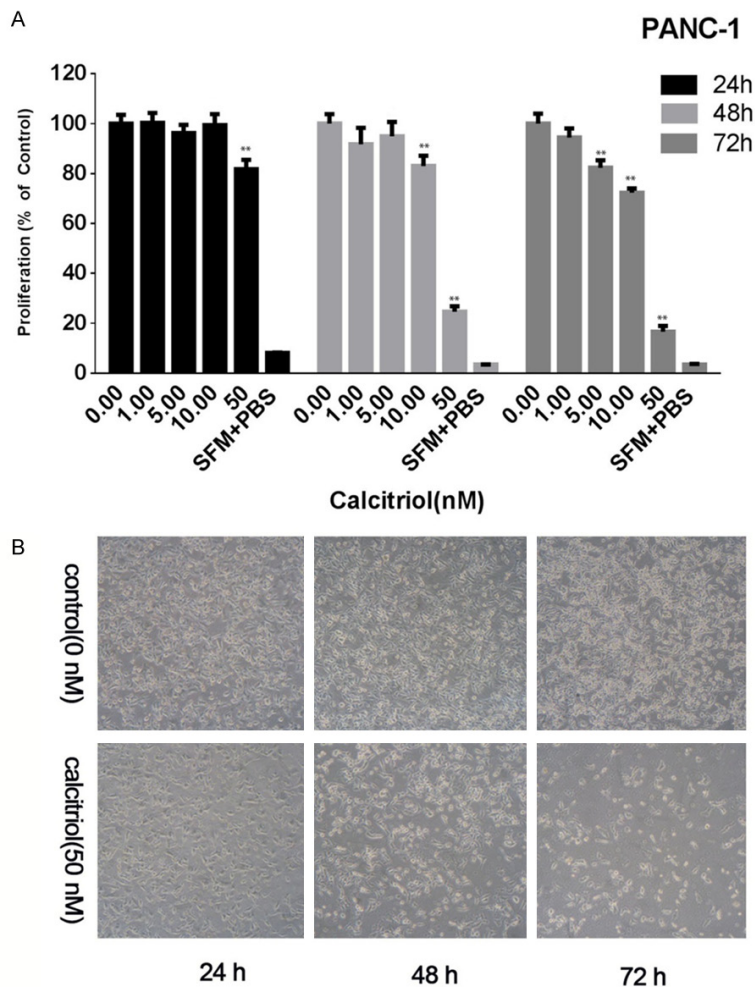 A
PANC-1
24h
48h
72h
Proliferation (% of Control)
120
100
80
60
40
20
0
** ** ** ** ** **
0.00 1.00 5.00 10.00 50 SFM+PBS 0.00 1.00 5.00 10.00 50 SFM+PBS 0.00 1.00 5.00 10.00 50 SFM+PBS
Calcitriol(nM)
B
control(0 nM)
calcitriol(50 nM)
24 h 48 h 72 h